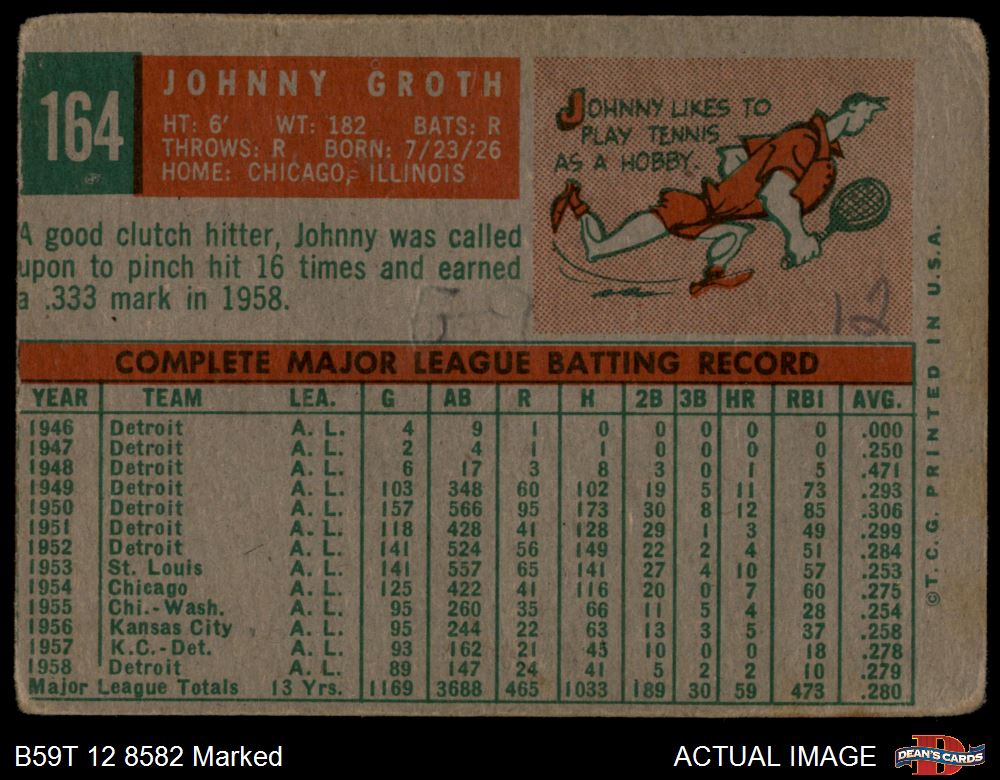 164
JOHNNY GROTH
HT: 6' WT: 182 BATS: R
THROWS: R BORN: 7/23/26
HOME: CHICAGO, ILLINOIS
JOHNNY LIKES TO
PLAY TENNIS
AS A HOBBY.
A good clutch hitter, Johnny was called
upon to pinch hit 16 times and earned
a .333 mark in 1958.
59
12
COMPLETE MAJOR LEAGUE BATTING RECORD
YEAR TEAM LEA. G AB R H 2B 3B HR RBI AVG.
1946 Detroit A. L. 4 9 1 0 0 0 0 0 .000
1947 Detroit A. L. 2 4 1 1 0 0 0 0 .250
1948 Detroit A. L. 6 17 3 8 3 0 1 5 .471
1949 Detroit A. L. 103 348 60 102 19 5 11 73 .293
1950 Detroit A. L. 157 566 95 173 30 8 12 85 .306
1951 Detroit A. L. 118 428 41 128 29 1 3 49 .299
1952 Detroit A. L. 141 524 56 149 22 2 4 51 .284
1953 St. Louis A. L. 141 557 65 141 27 4 10 57 .253
1954 Chicago A. L. 125 422 41 116 20 0 7 60 .275
1955 Chi.-Wash. A. L. 95 260 35 66 11 5 4 28 .254
1956 Kansas City A. L. 95 244 22 63 13 3 5 37 .258
1957 K.C.-Det. A. L. 93 162 21 45 10 0 0 18 .278
1958 Detroit A. L. 89 147 24 41 5 2 2 10 .279
Major League Totals 13 Yrs. 1169 3688 465 1033 189 30 59 473 .280
©T. C. G. PRINTED IN U.S.A.
B59T 12 8582 Marked
ACTUAL IMAGE
DEAN'S CARDS